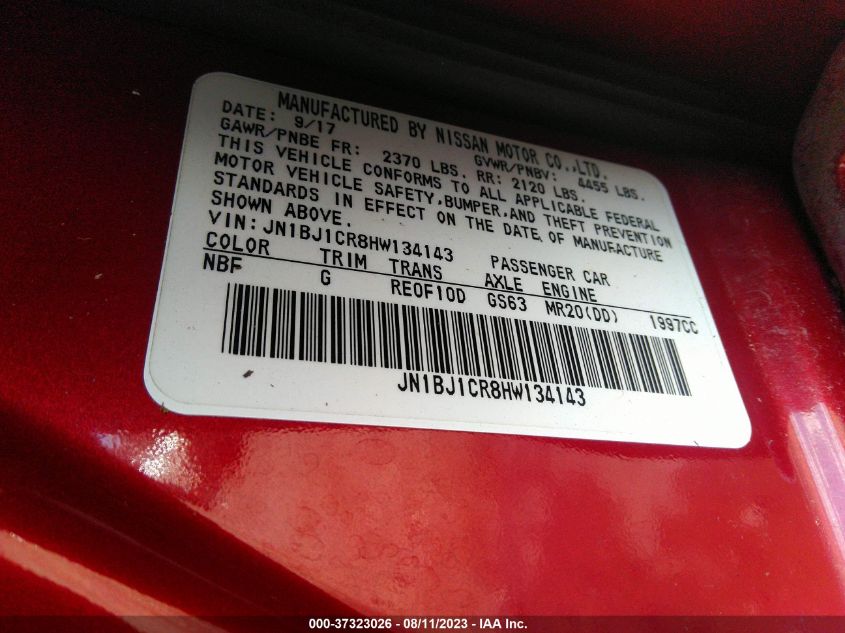 MANUFACTURED BY NISSAN MOTOR CO.,LTD.
DATE: 9/17 GVWR/PNBV: 4455 LBS.
GAWR/PNBE FR: 2370 LBS. RR: 2120 LBS.
THIS VEHICLE CONFORMS TO ALL APPLICABLE FEDERAL
MOTOR VEHICLE SAFETY,BUMPER,AND THEFT PREVENTION
STANDARDS IN EFFECT ON THE DATE OF MANUFACTURE
SHOWN ABOVE.
VIN:JN1BJ1CR8HW134143 PASSENGER CAR
COLOR TRIM TRANS AXLE ENGINE
NBF G RE0F10D GS63 MR20(DD) 1997CC
JN1BJ1CR8HW134143
000-37323026 - 08/11/2023 - IAA Inc.